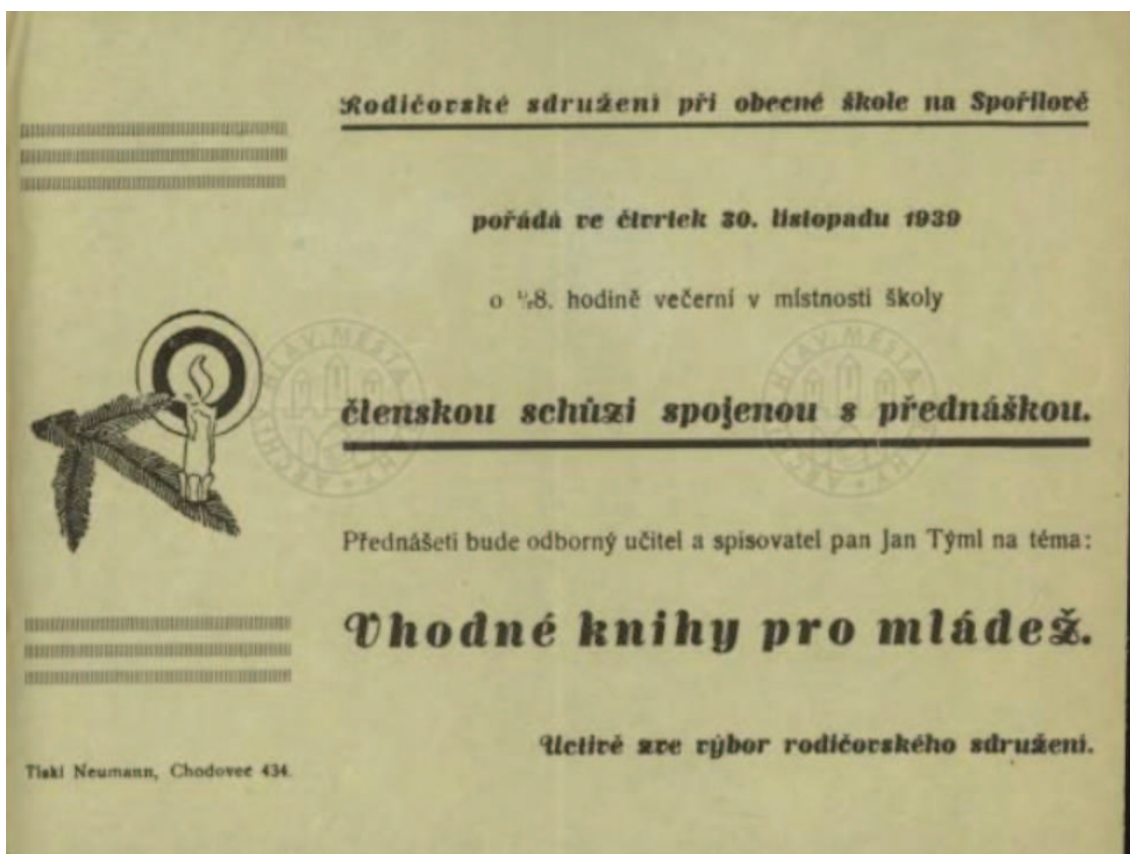 Rodičovské sdružení při obecné škole na Spořilově
pořádá ve čtvrtek 30. listopadu 1939
o ½8. hodině večerní v místnosti školy
členskou schůzi spojenou s přednáškou.
Přednášeti bude odborný učitel a spisovatel pan Jan Týml na téma:
Vhodné knihy pro mládež.
Uctivě zve výbor rodičovského sdružení.
Tiskl Neumann, Chodovec 434.